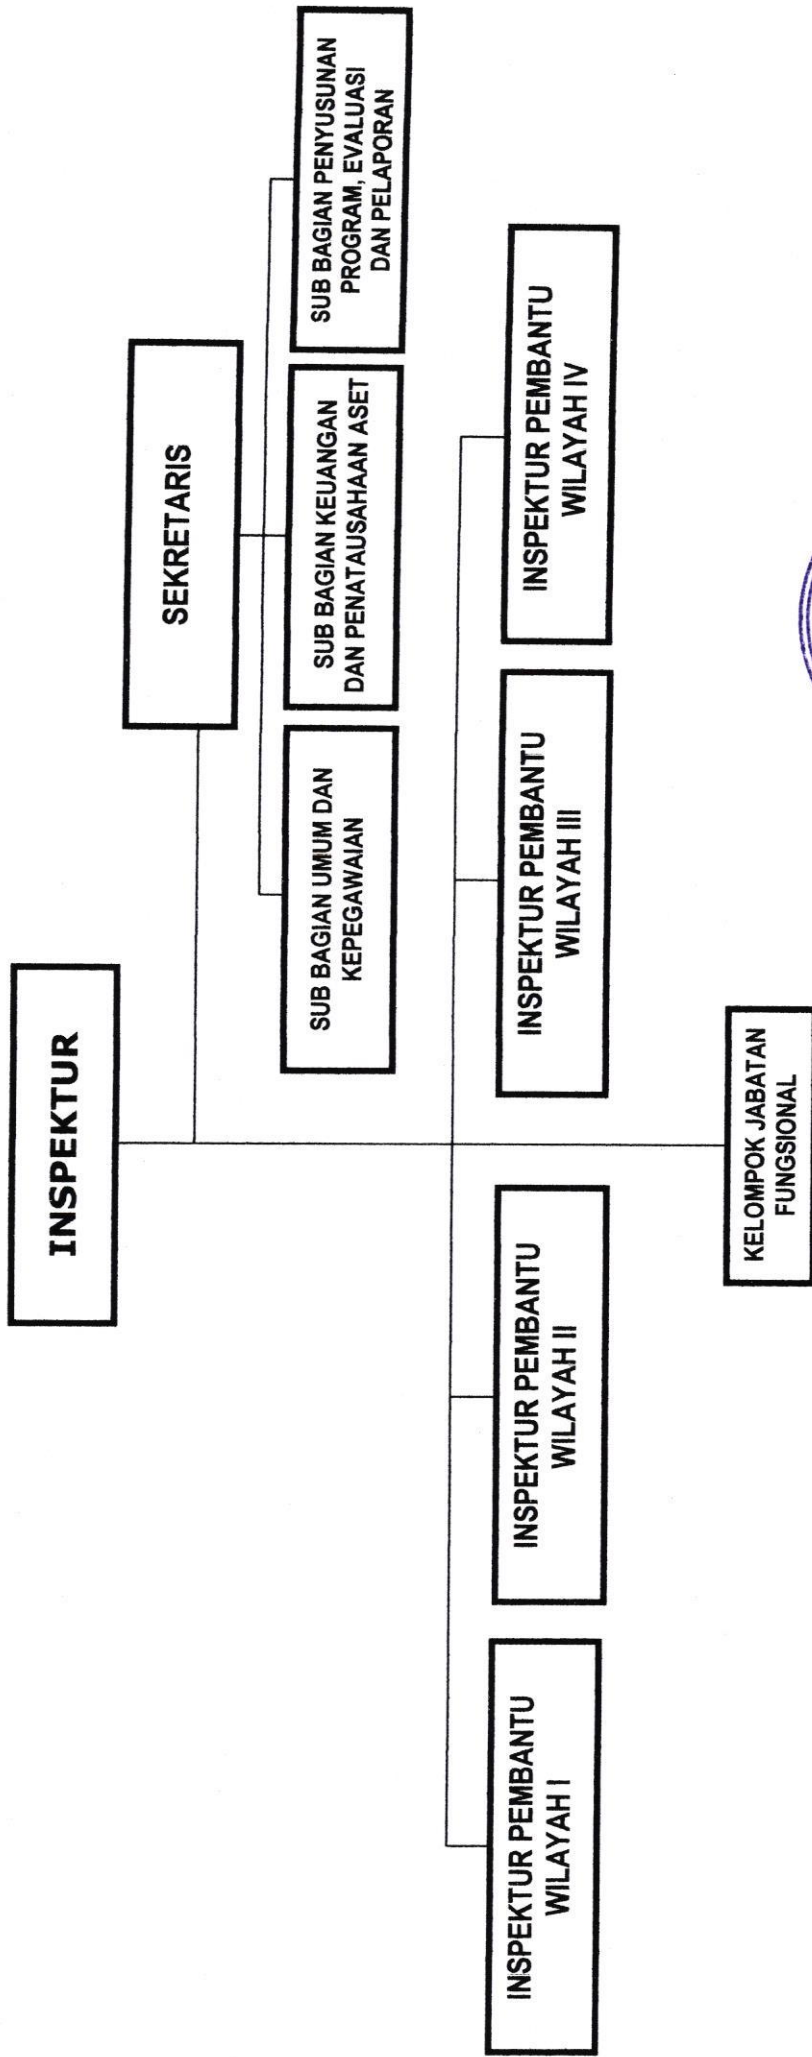 INSPEKTUR
SEKRETARIS
SUB BAGIAN UMUM DAN
KEPEGAWAIAN
SUB BAGIAN KEUANGAN
DAN PENATAUSAHAAN ASET
SUB BAGIAN PENYUSUNAN
PROGRAM, EVALUASI
DAN PELAPORAN
INSPEKTUR PEMBANTU
WILAYAH I
INSPEKTUR PEMBANTU
WILAYAH II
INSPEKTUR PEMBANTU
WILAYAH III
INSPEKTUR PEMBANTU
WILAYAH IV
KELOMPOK JABATAN
FUNGSIONAL